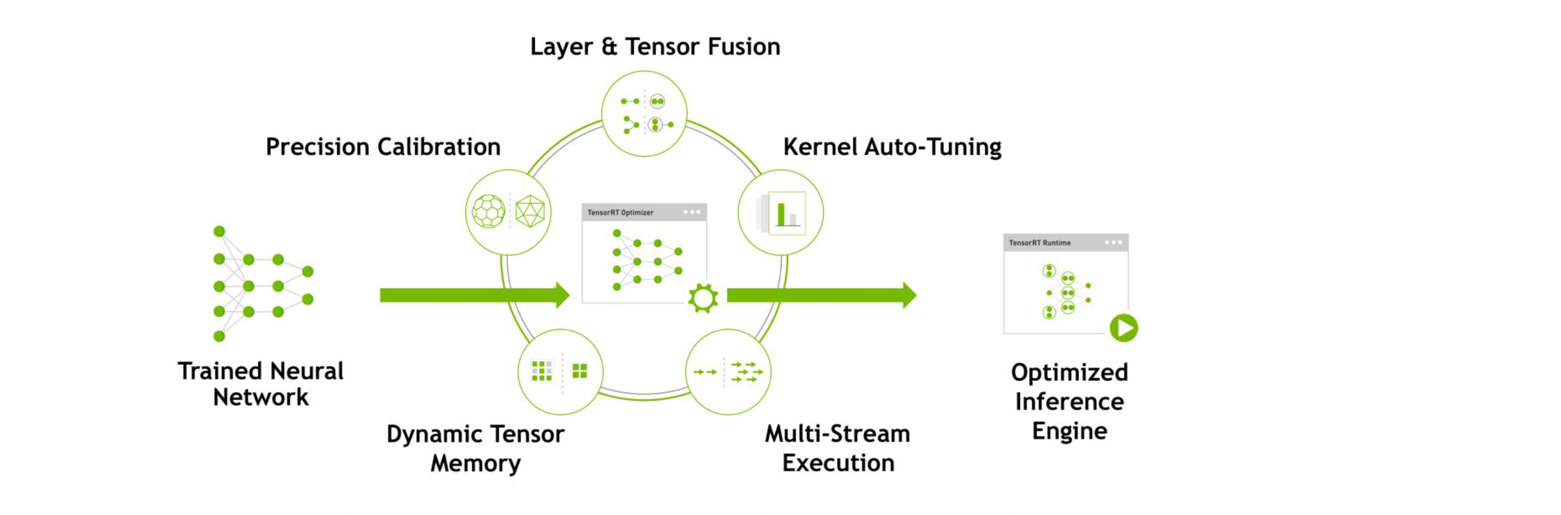 Layer & Tensor Fusion
Precision Calibration
Kernel Auto-Tuning
TensorRT Optimizer
TensorRT Runtime
Trained Neural
Network
Optimized
Inference
Engine
Dynamic Tensor
Memory
Multi-Stream
Execution